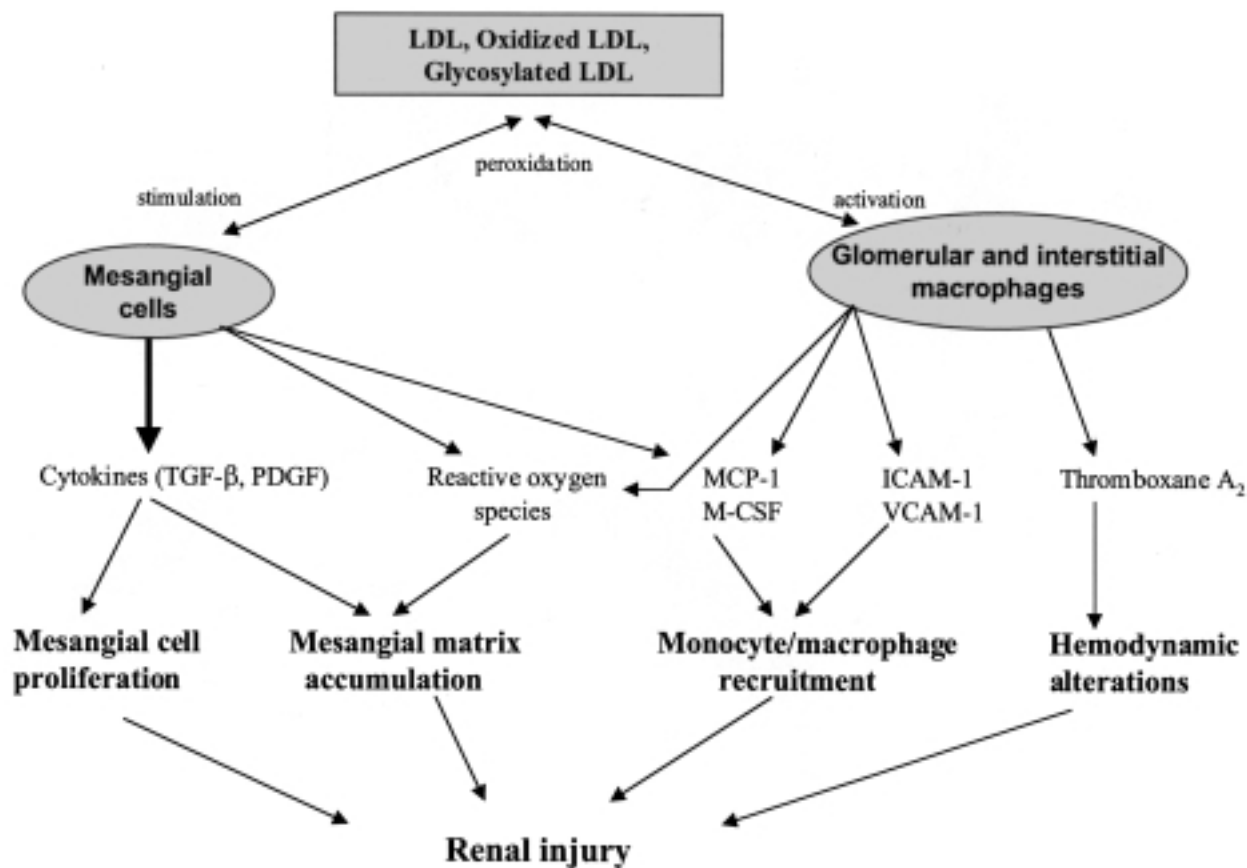 LDL, Oxidized LDL,
Glycosylated LDL
peroxidation
stimulation
activation
Mesangial
cells
Glomerular and interstitial
macrophages
Cytokines (TGF-β, PDGF)
Reactive oxygen
species
MCP-1
M-CSF
ICAM-1
VCAM-1
Thromboxane A₂
Mesangial cell
proliferation
Mesangial matrix
accumulation
Monocyte/macrophage
recruitment
Hemodynamic
alterations
Renal injury